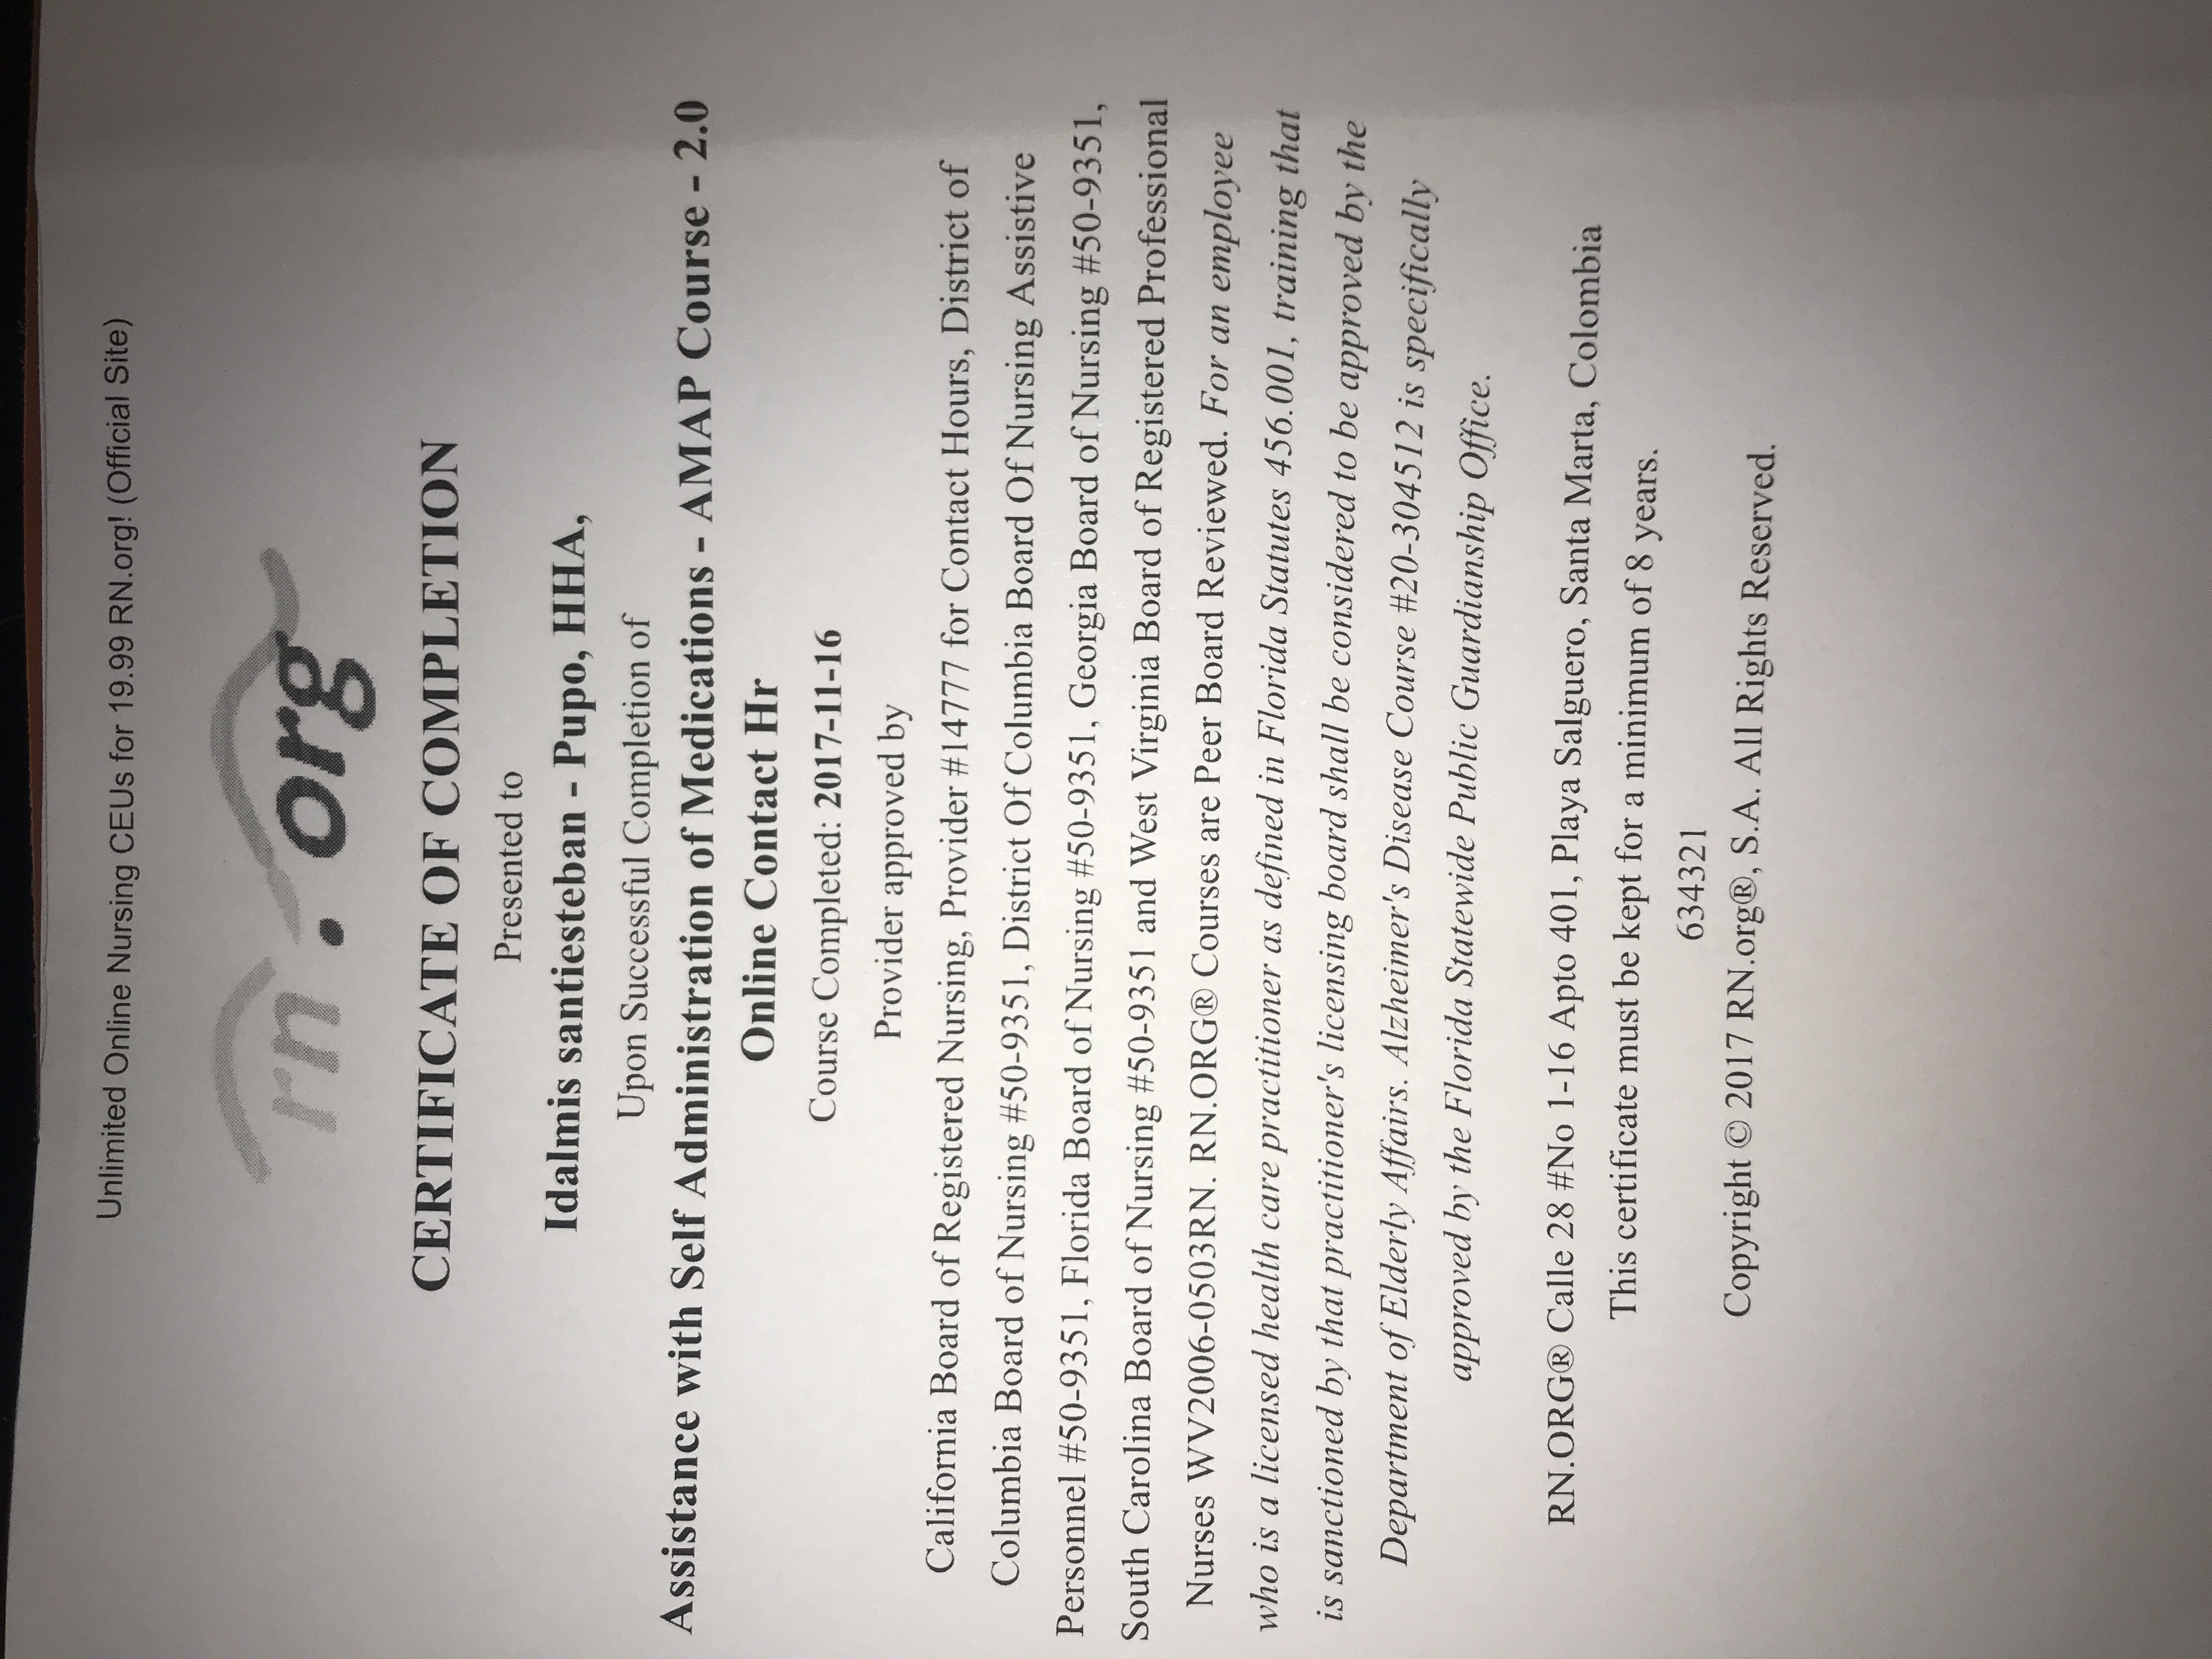 Unlimited Online Nursing CEUs for 19.99 RN.org! (Official Site)
rn.org
CERTIFICATE OF COMPLETION
Presented to
Idalmis santiesteban - Pupo, HHA,
Upon Successful Completion of
Assistance with Self Administration of Medications - AMAP Course - 2.0
Online Contact Hr
Course Completed: 2017-11-16
Provider approved by
California Board of Registered Nursing, Provider #14777 for Contact Hours, District of
Columbia Board of Nursing #50-9351, District Of Columbia Board Of Nursing Assistive
Personnel #50-9351, Florida Board of Nursing #50-9351, Georgia Board of Nursing #50-9351,
South Carolina Board of Nursing #50-9351 and West Virginia Board of Registered Professional
Nurses WV2006-0503RN. RN.ORG® Courses are Peer Board Reviewed. For an employee
who is a licensed health care practitioner as defined in Florida Statutes 456.001, training that
is sanctioned by that practitioner's licensing board shall be considered to be approved by the
Department of Elderly Affairs. Alzheimer's Disease Course #20-304512 is specifically
approved by the Florida Statewide Public Guardianship Office.
RN.ORG® Calle 28 #No 1-16 Apto 401, Playa Salguero, Santa Marta, Colombia
This certificate must be kept for a minimum of 8 years.
634321
Copyright © 2017 RN.org®, S.A. All Rights Reserved.